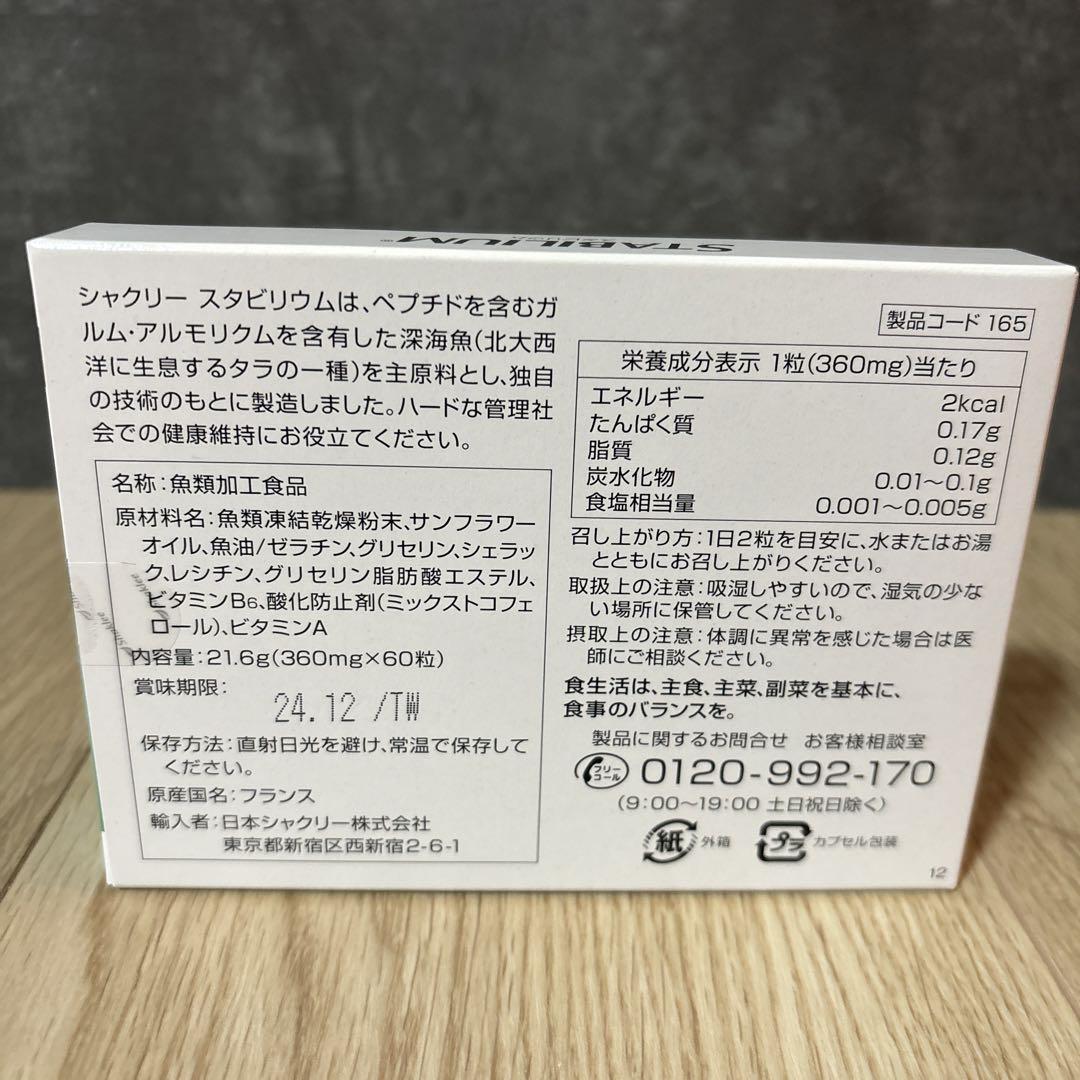 STABILIUM®
シャクリー スタビリウムは、ペプチドを含むガ
ルム・アルモリクムを含有した深海魚(北大西
洋に生息するタラの一種)を主原料とし、独自
の技術のもとに製造しました。ハードな管理社
会での健康維持にお役立てください。
名称:魚類加工食品
原材料名:魚類凍結乾燥粉末、サンフラワー
オイル、魚油/ゼラチン、グリセリン、シェラッ
ク、レシチン、グリセリン脂肪酸エステル、
ビタミンB6、酸化防止剤(ミックストコフェ
ロール)、ビタミンA
内容量:21.6g(360mg×60粒)
賞味期限:
24.12 /TW
保存方法:直射日光を避け、常温で保存して
ください。
原産国名:フランス
輸入者:日本シャクリー株式会社
東京都新宿区西新宿2-6-1
製品コード 165
栄養成分表示 1粒(360mg)当たり
エネルギー 2kcal
たんぱく質 0.17g
脂質 0.12g
炭水化物 0.01〜0.1g
食塩相当量 0.001〜0.005g
召し上がり方:1日2粒を目安に、水またはお湯
とともにお召し上がりください。
取扱上の注意:吸湿しやすいので、湿気の少な
い場所に保管してください。
摂取上の注意:体調に異常を感じた場合は医
師にご相談ください。
食生活は、主食、主菜、副菜を基本に、
食事のバランスを。
製品に関するお問合せ お客様相談室
フリーコール 0120-992-170
(9:00〜19:00 土日祝日除く)
紙 外箱 プラ カプセル包装
12
Shaklee